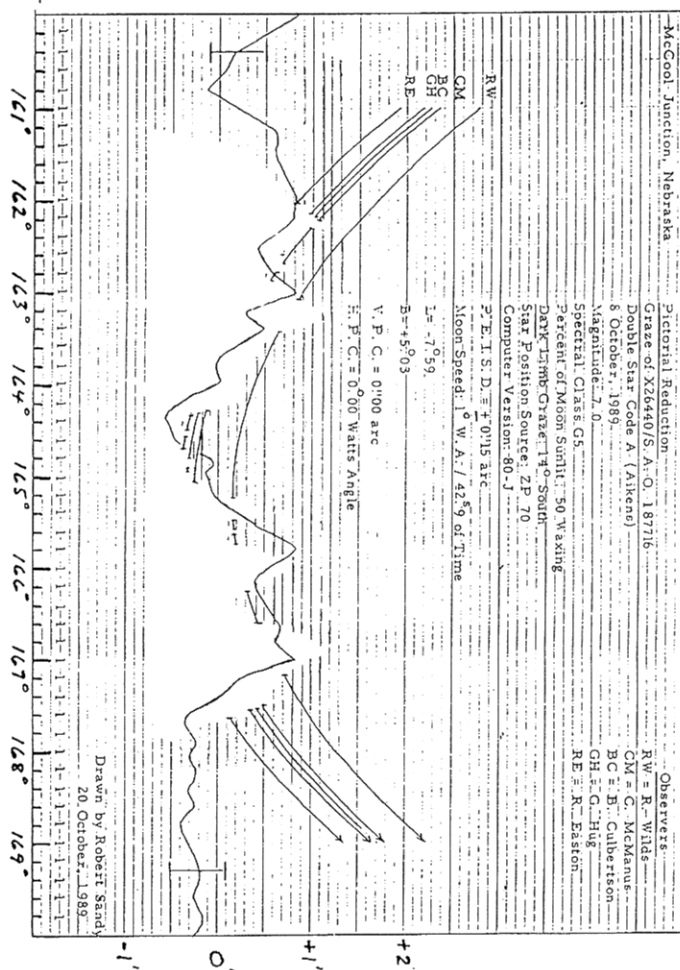 McCool Junction, Nebraska
Pictorial Reduction
Graze of X26440/S.A.O. 187716
Double Star Code A (Aikens)
8 October, 1989
Magnitude: 7.0
Spectral Class G5
Percent of Moon Sunlit: 50 Waxing
Dark Limb Graze: 14° South
Star Position Source: ZP 70
Computer Version: 80-J
P.E.T.S.D. = +0"15 arc
Moon Speed: 1° W.A./42.ˢ9 of Time
L= -7°59
B=+5°03
V.P.C. = 0"00 arc
H.P.C. = 0°00 Watts Angle
Observers
RW = R. Wilds
CM = C. McManus
BC = B. Culbertson
GH = G. Hug
RE = R. Easton
RW
CM
BC
GH
RE
161°
162°
163°
164°
165°
166°
167°
168°
169°
-1"
0
+1"
+2
Drawn by Robert Sandy
20 October, 1989